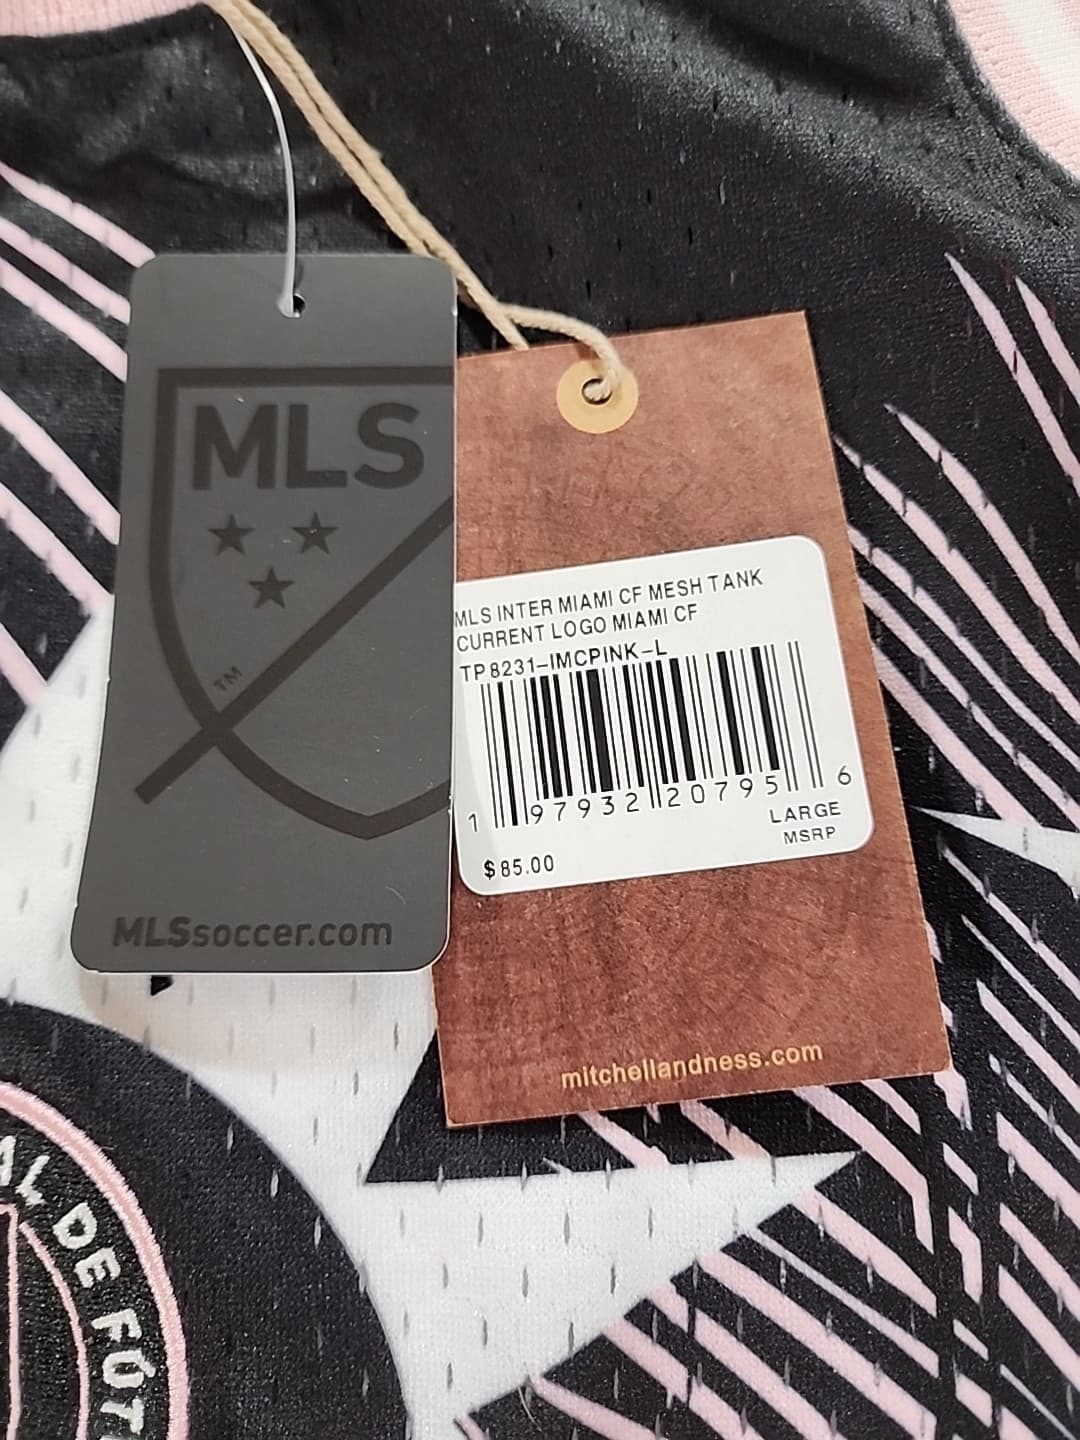 MLS
TM
MLSsoccer.com
MLS INTER MIAMI CF MESH TANK
CURRENT LOGO MIAMI CF
TP8231-IMCPINK-L
1 97932 20795 6
LARGE
MSRP
$85.00
mitchellandness.com
DE